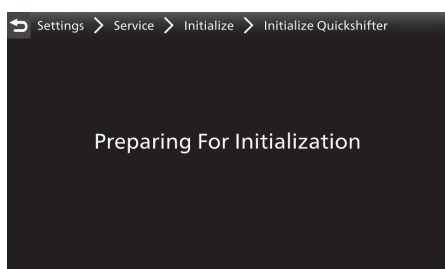 Settings > Service > Initialize > Initialize Quickshifter
Preparing For Initialization